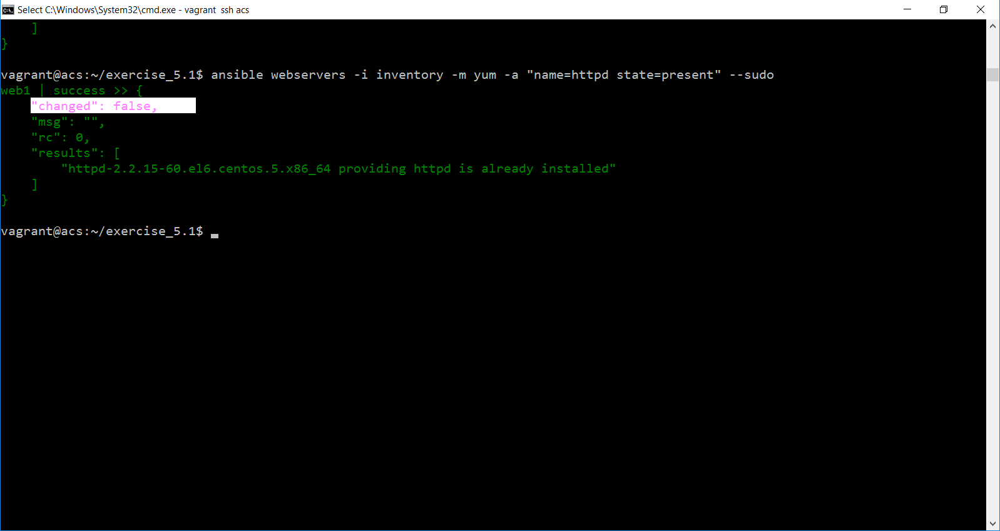 Select C:\Windows\System32\cmd.exe - vagrant  ssh acs
    ]
}
vagrant@acs:~/exercise_5.1$ ansible webservers -i inventory -m yum -a "name=httpd state=present" --sudo
web1 | success >> {
    "changed": false,
    "msg": "",
    "rc": 0,
    "results": [
        "httpd-2.2.15-60.el6.centos.5.x86_64 providing httpd is already installed"
    ]
}
vagrant@acs:~/exercise_5.1$